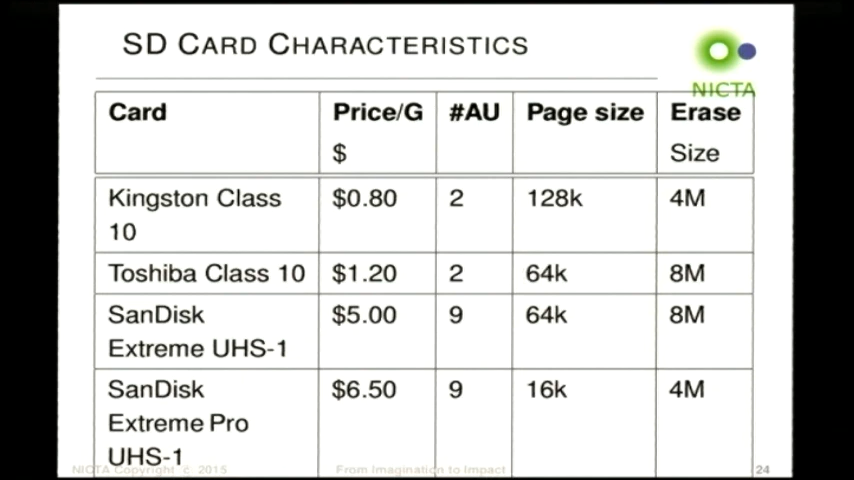 SD CARD CHARACTERISTICS
NICTA
Card Price/G #AU Page size Erase
$ Size
Kingston Class $0.80 2 128k 4M
10
Toshiba Class 10 $1.20 2 64k 8M
SanDisk $5.00 9 64k 8M
Extreme UHS-1
SanDisk $6.50 9 16k 4M
Extreme Pro
UHS-1
NICTA Copyright c 2015 From Imagination to Impact 24